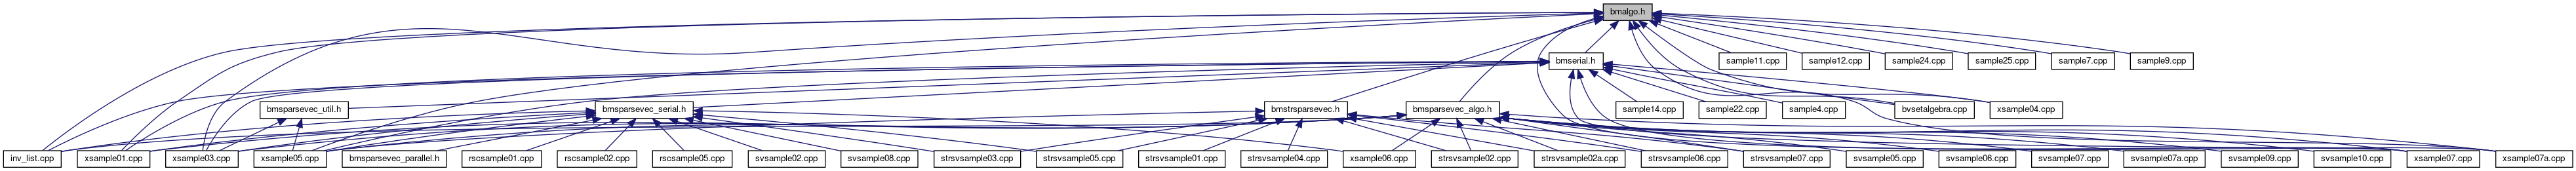 bmalgo.h
bmserial.h
sample11.cpp
sample12.cpp
sample24.cpp
sample25.cpp
sample7.cpp
sample9.cpp
bmsparsevec_util.h
bmsparsevec_serial.h
bmstrsparsevec.h
bmsparsevec_algo.h
sample14.cpp
sample22.cpp
sample4.cpp
bvsetalgebra.cpp
xsample04.cpp
inv_list.cpp
xsample01.cpp
xsample03.cpp
xsample05.cpp
bmsparsevec_parallel.h
rscsample01.cpp
rscsample02.cpp
rscsample05.cpp
svsample02.cpp
svsample08.cpp
strsvsample03.cpp
strsvsample05.cpp
strsvsample01.cpp
strsvsample04.cpp
xsample06.cpp
strsvsample02.cpp
strsvsample02a.cpp
strsvsample06.cpp
strsvsample07.cpp
svsample05.cpp
svsample06.cpp
svsample07.cpp
svsample07a.cpp
svsample09.cpp
svsample10.cpp
xsample07.cpp
xsample07a.cpp